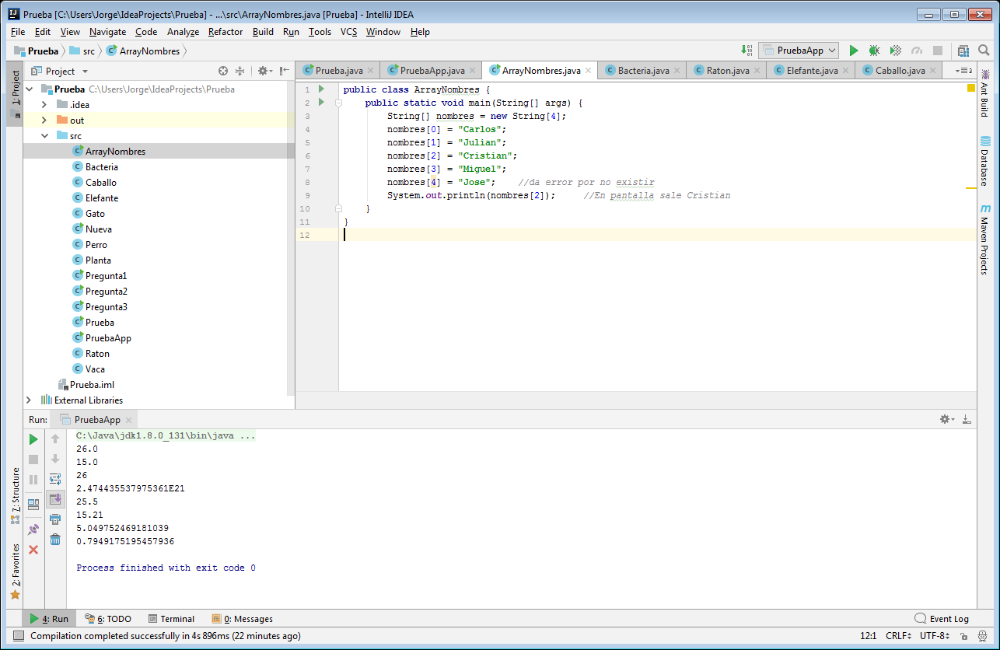 Prueba [C:\Users\Jorge\IdeaProjects\Prueba] - ...\src\ArrayNombres.java [Prueba] - IntelliJ IDEA
File Edit View Navigate Code Analyze Refactor Build Run Tools VCS Window Help
Prueba src ArrayNombres PruebaApp
1: Project
Project
Prueba.java PruebaApp.java ArrayNombres.java Bacteria.java Raton.java Elefante.java Caballo.java 3
Prueba C:\Users\Jorge\IdeaProjects\Prueba
.idea
out
src
ArrayNombres
Bacteria
Caballo
Elefante
Gato
Nueva
Perro
Planta
Pregunta1
Pregunta2
Pregunta3
Prueba
PruebaApp
Raton
Vaca
Prueba.iml
External Libraries
1 public class ArrayNombres {
2 public static void main(String[] args) {
3 String[] nombres = new String[4];
4 nombres[0] = "Carlos";
5 nombres[1] = "Julian";
6 nombres[2] = "Cristian";
7 nombres[3] = "Miguel";
8 nombres[4] = "Jose"; //da error por no existir
9 System.out.println(nombres[2]); //En pantalla sale Cristian
10 }
11 }
12
Ant Build
Database
m Maven Projects
Run: PruebaApp
C:\Java\jdk1.8.0_131\bin\java ...
26.0
15.0
26
2.474435537975361E21
25.5
15.21
5.049752469181039
0.7949175195457936
Process finished with exit code 0
7: Structure
2: Favorites
4: Run 6: TODO Terminal 0: Messages Event Log
Compilation completed successfully in 4s 896ms (22 minutes ago) 12:1 CRLF UTF-8